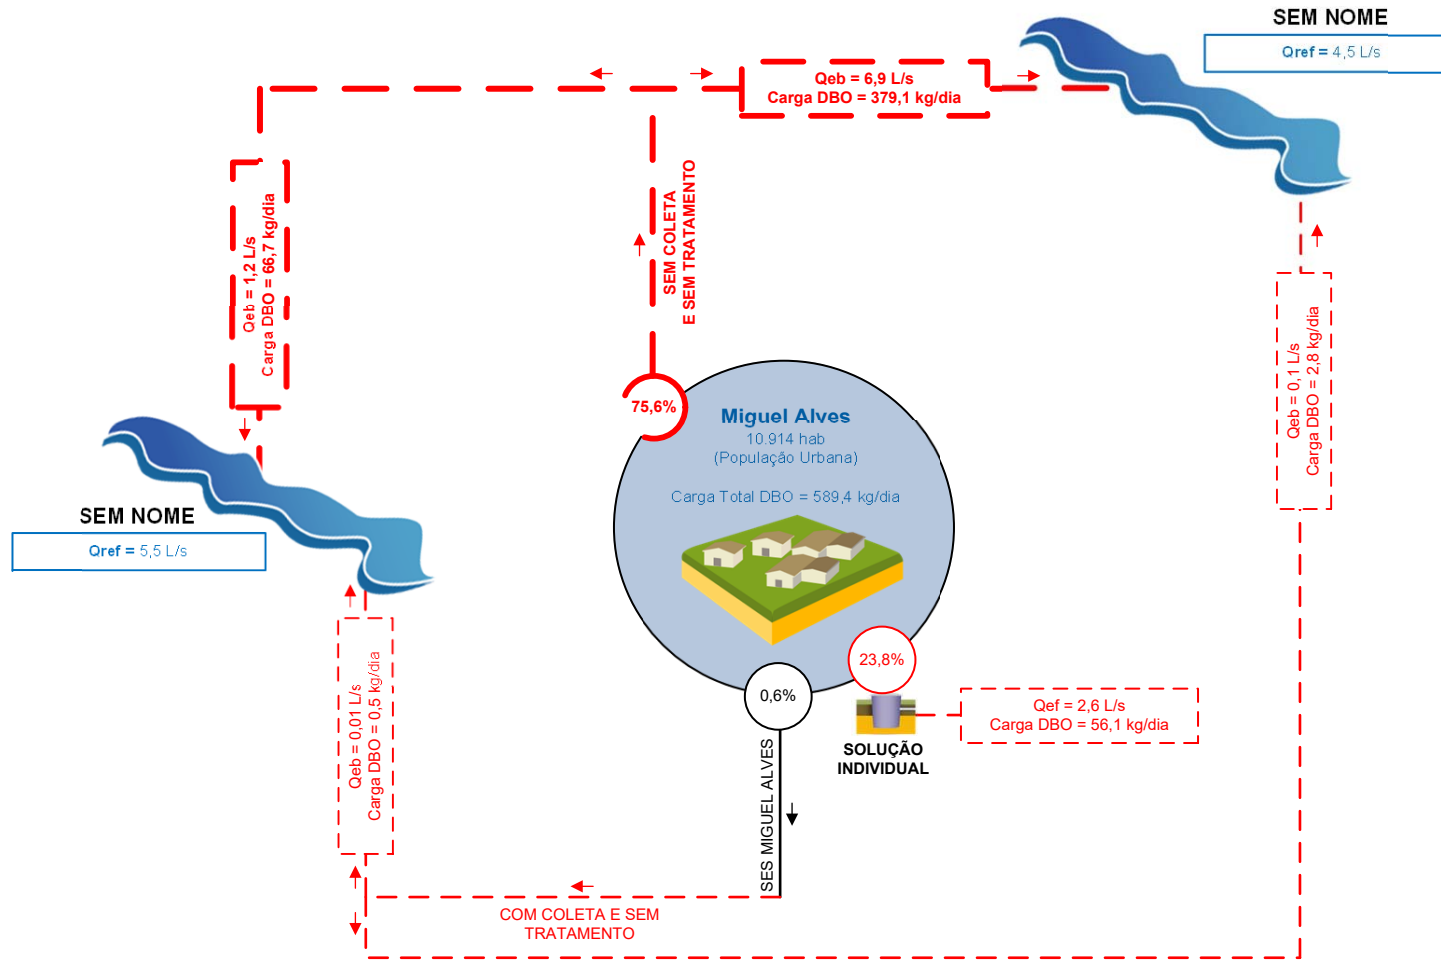 SEM NOME
Qref = 4,5 L/s
Qeb = 6,9 L/s
Carga DBO = 379,1 kg/dia
Qeb = 1,2 L/s
Carga DBO = 66,7 kg/dia
SEM COLETA
E SEM TRATAMENTO
Qeb = 0,1 L/s
Carga DBO = 2,8 kg/dia
75,6%
Miguel Alves
10.914 hab
(População Urbana)
Carga Total DBO = 589,4 kg/dia
SEM NOME
Qref = 5,5 L/s
Qeb = 0,01 L/s
Carga DBO = 0,5 kg/dia
23,8%
0,6%
Qef = 2,6 L/s
Carga DBO = 56,1 kg/dia
SOLUÇÃO
INDIVIDUAL
SES MIGUEL ALVES
COM COLETA E SEM
TRATAMENTO